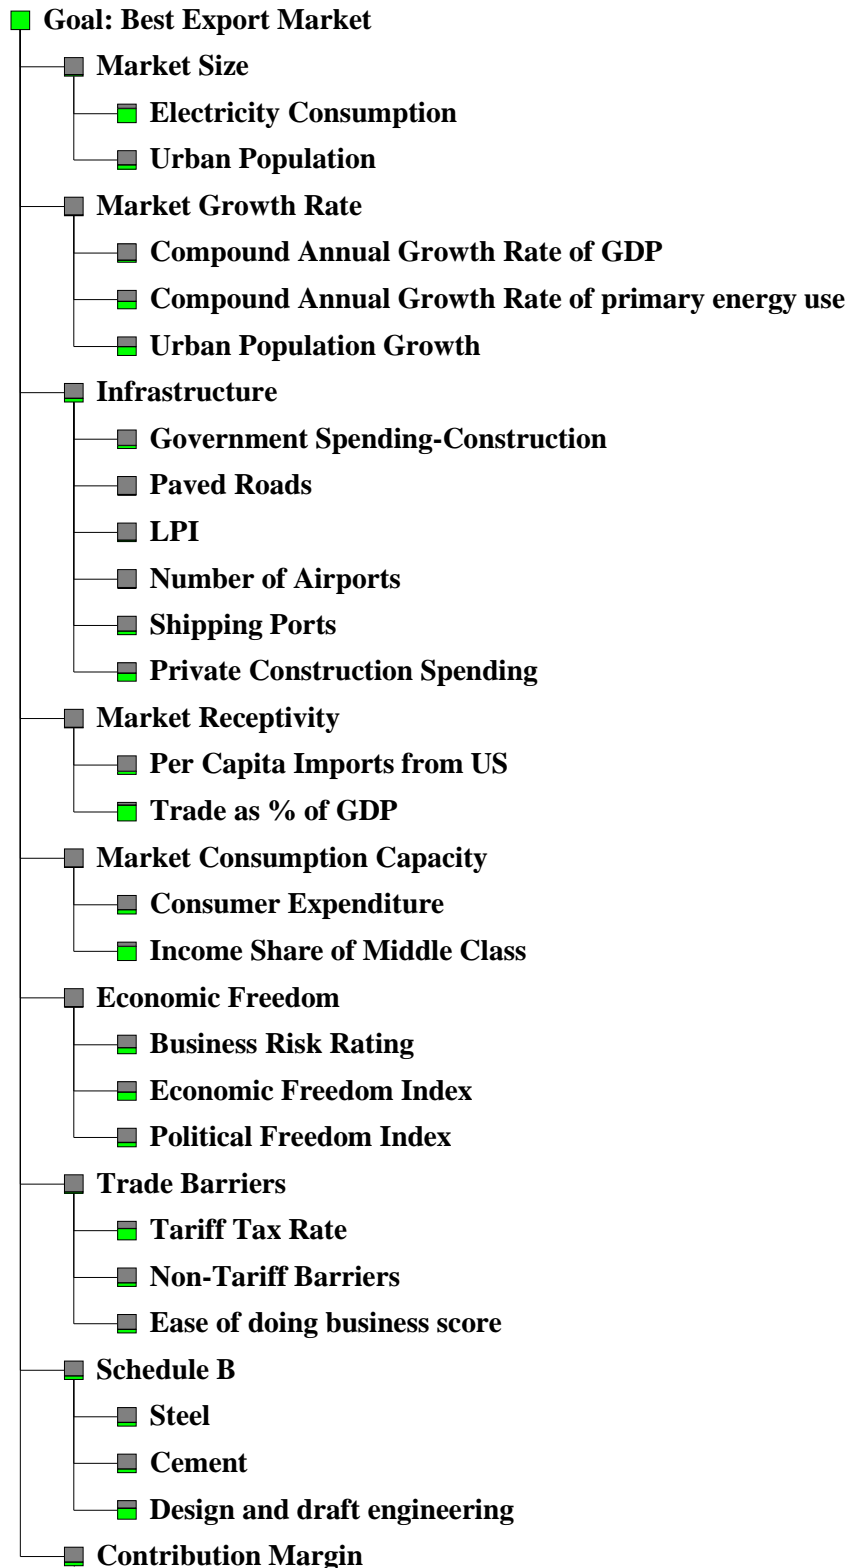 Goal: Best Export Market
Market Size
Electricity Consumption
Urban Population
Market Growth Rate
Compound Annual Growth Rate of GDP
Compound Annual Growth Rate of primary energy use
Urban Population Growth
Infrastructure
Government Spending-Construction
Paved Roads
LPI
Number of Airports
Shipping Ports
Private Construction Spending
Market Receptivity
Per Capita Imports from US
Trade as % of GDP
Market Consumption Capacity
Consumer Expenditure
Income Share of Middle Class
Economic Freedom
Business Risk Rating
Economic Freedom Index
Political Freedom Index
Trade Barriers
Tariff Tax Rate
Non-Tariff Barriers
Ease of doing business score
Schedule B
Steel
Cement
Design and draft engineering
Contribution Margin